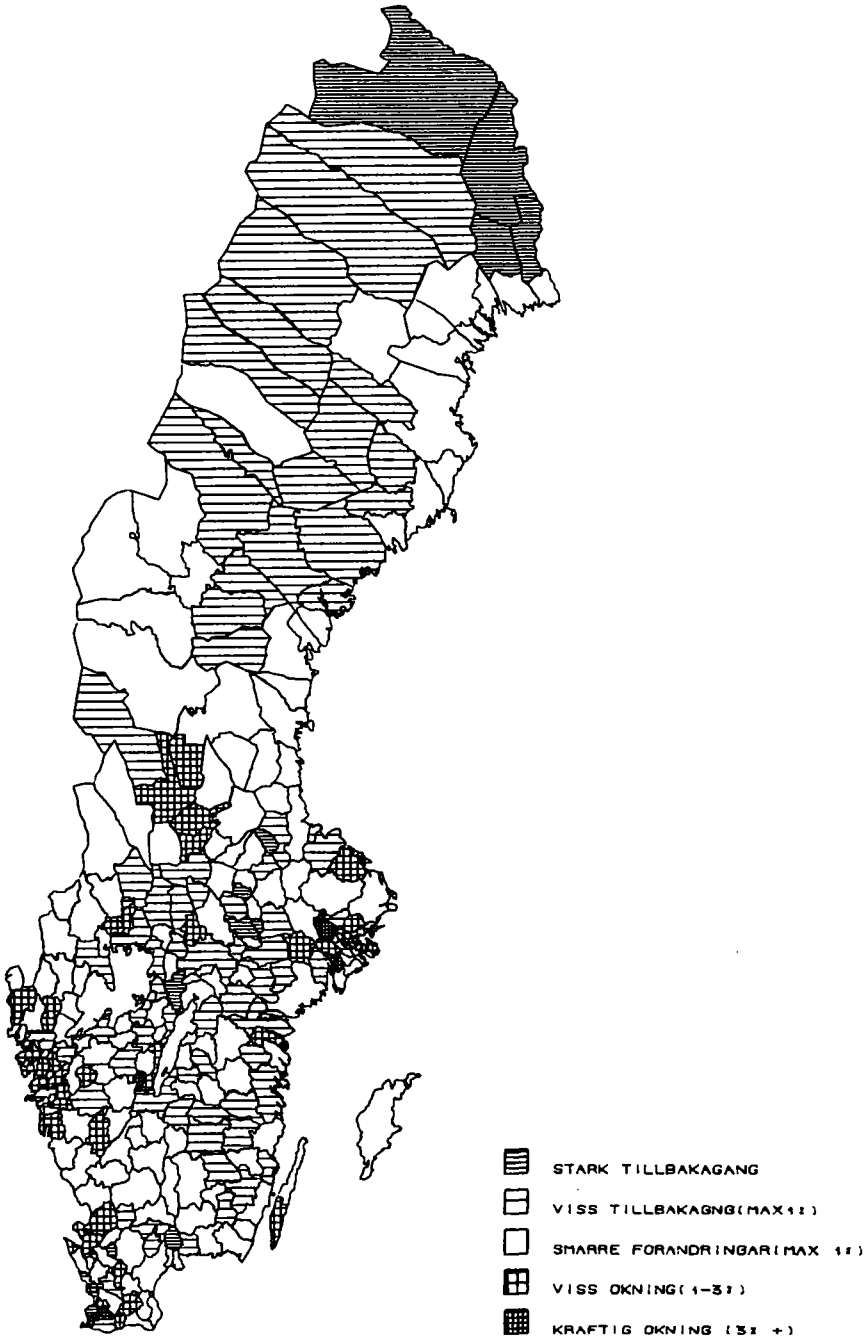 STARK TILLBAKAGANG
VISS TILLBAKAGNG(MAX1%)
SMARRE FORANDRINGAR(MAX 1%)
VISS OKNING(1-3%)
KRAFTIG OKNING (3% +)